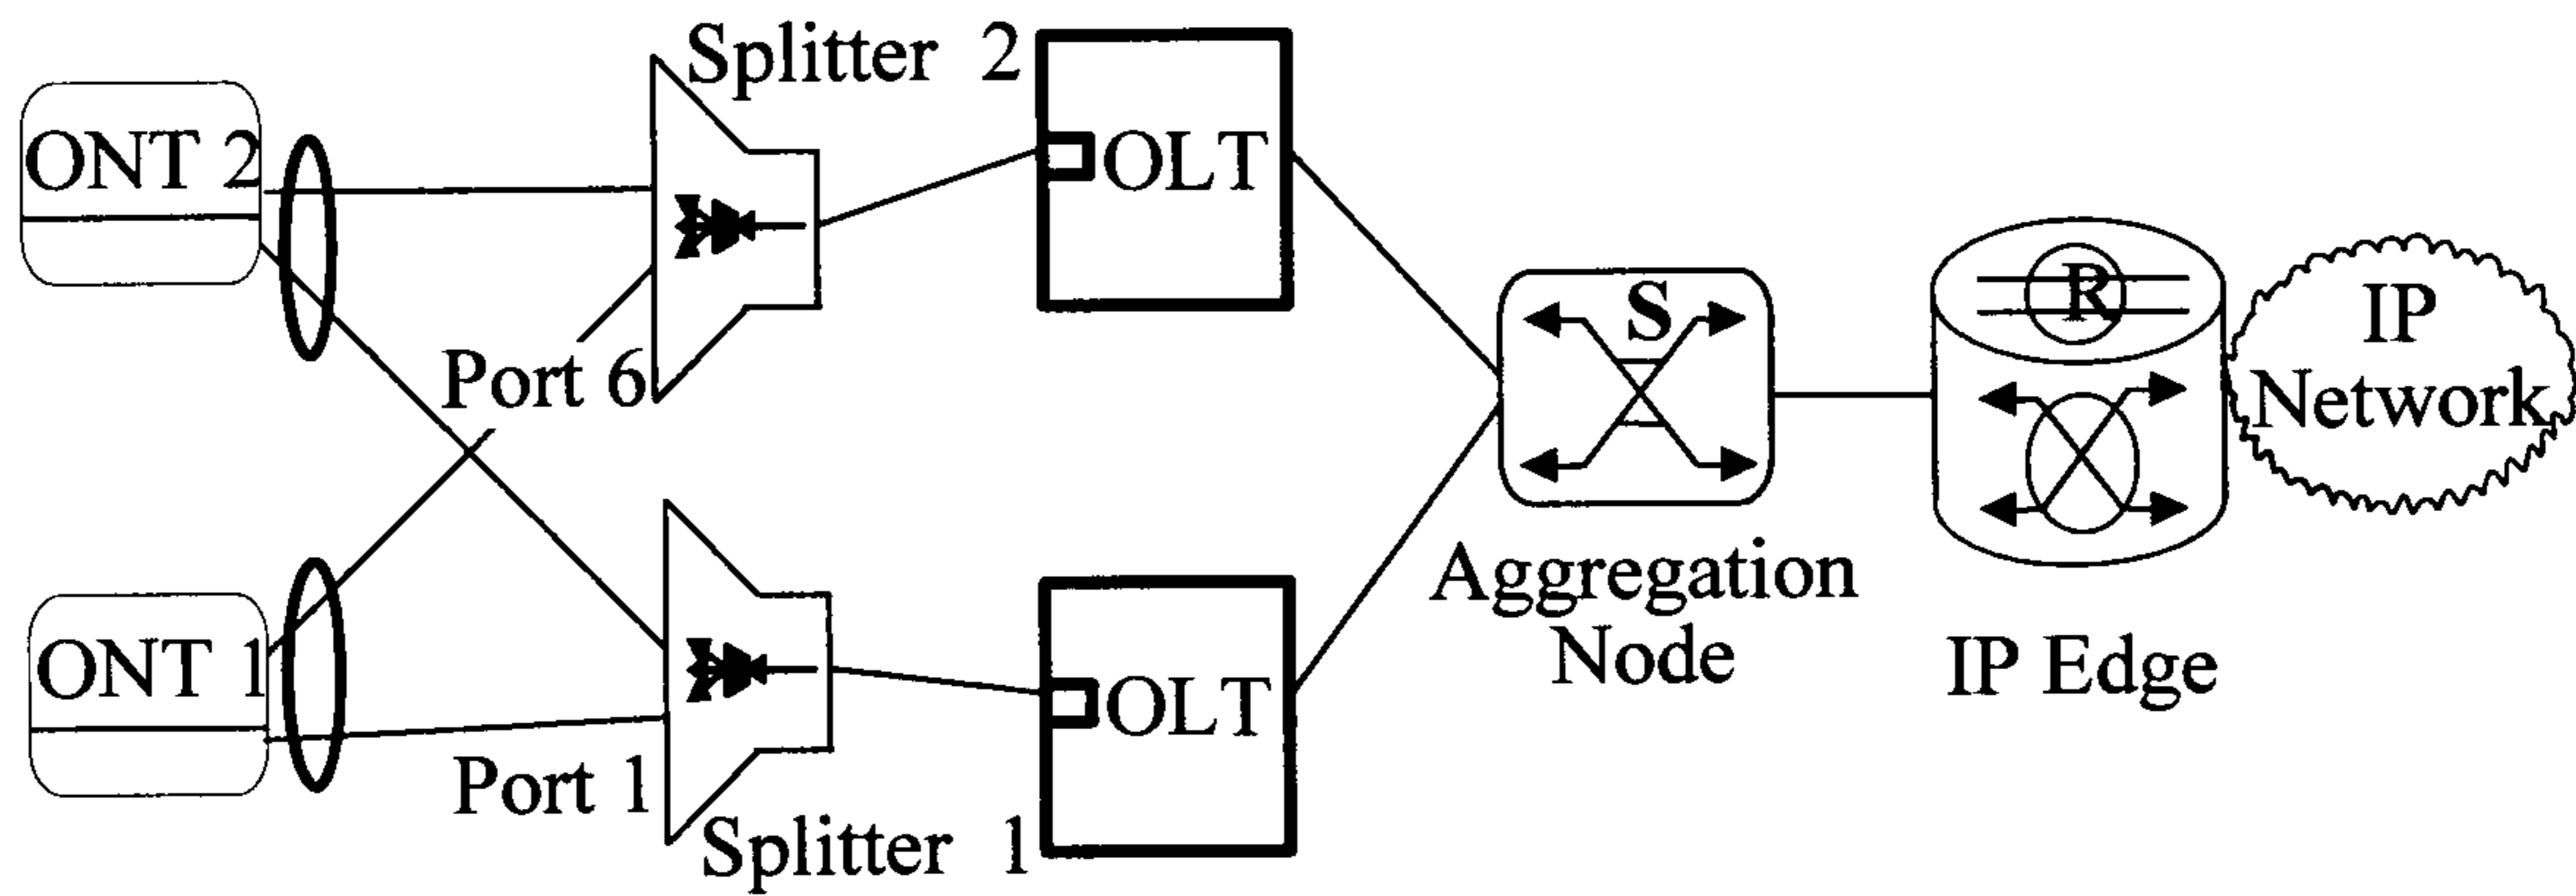 Splitter 2
ONT 2
OLT
S
R
IP
Network
Port 6
Aggregation
Node
IP Edge
ONT 1
OLT
Port 1
Splitter 1